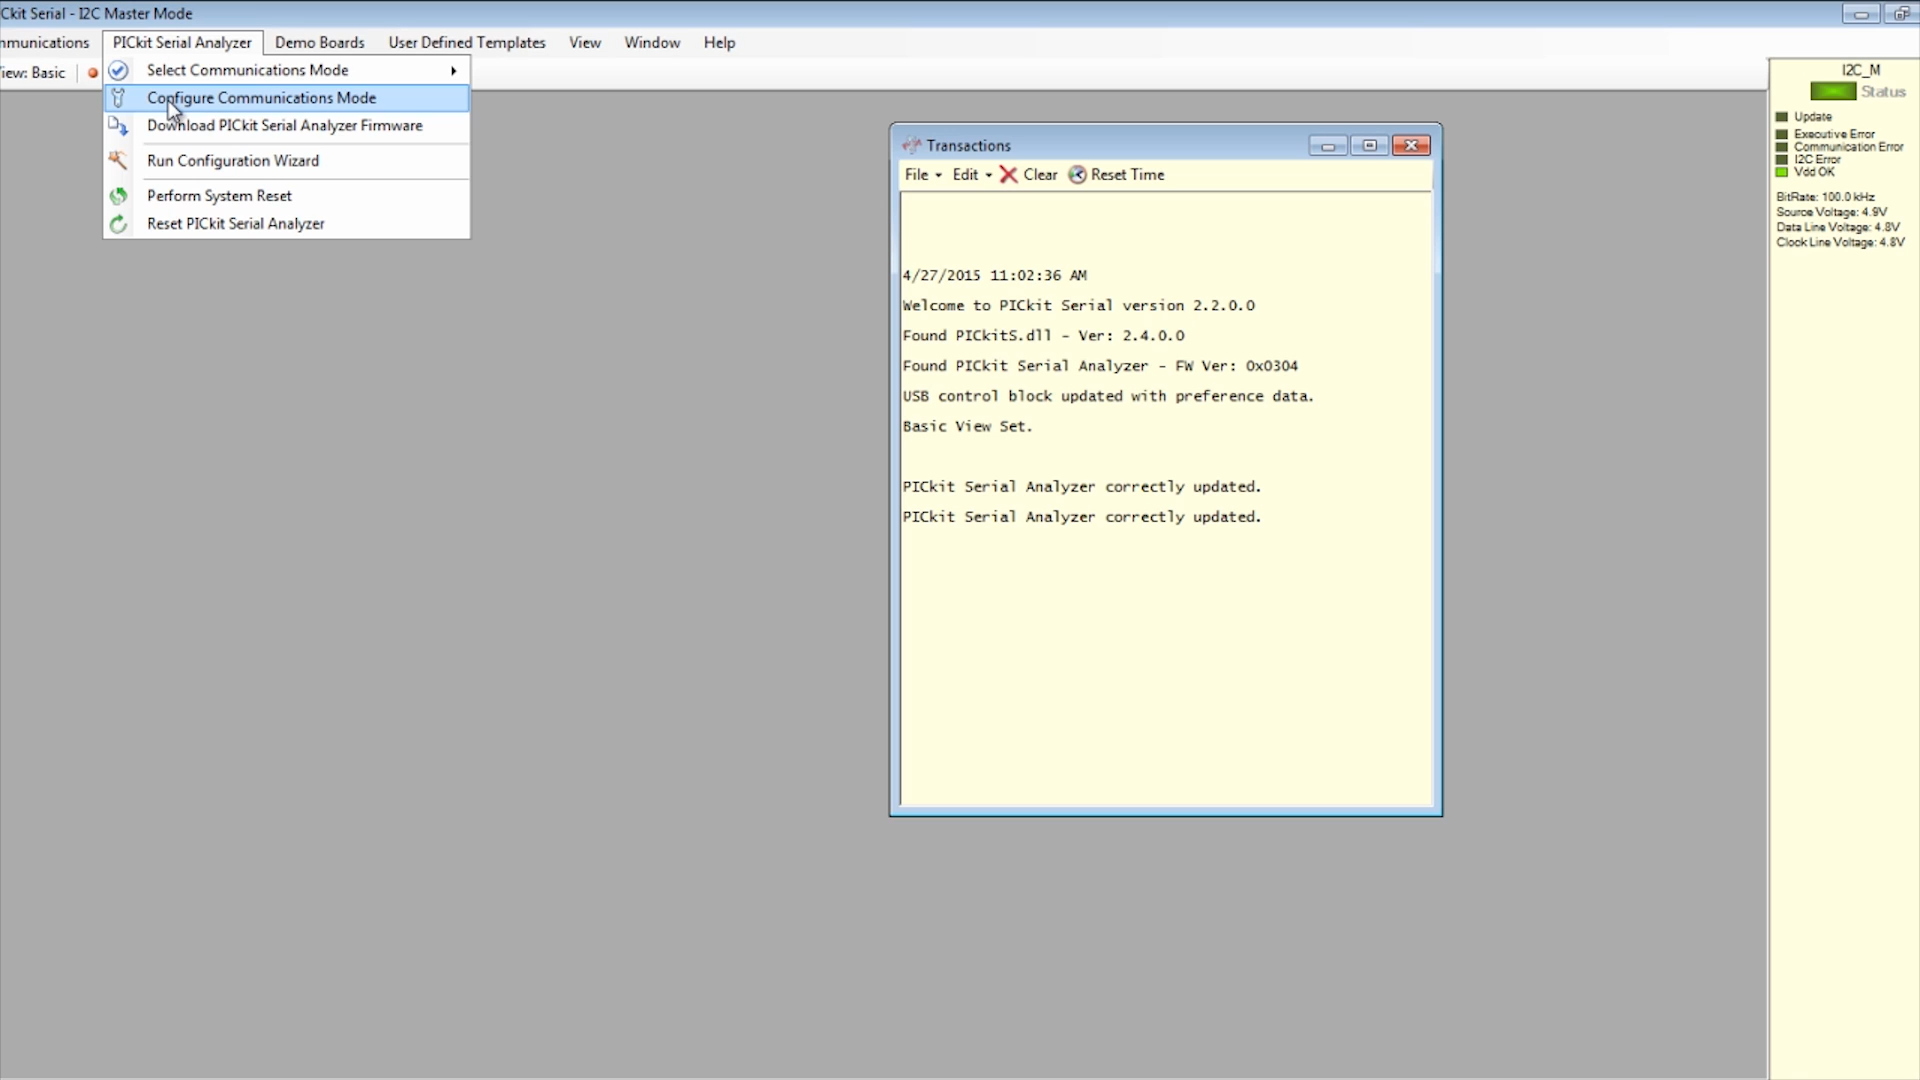 Ckit Serial - I2C Master Mode
mmunications PICkit Serial Analyzer Demo Boards User Defined Templates View Window Help
iew: Basic
Select Communications Mode
Configure Communications Mode
Download PICkit Serial Analyzer Firmware
Run Configuration Wizard
Perform System Reset
Reset PICkit Serial Analyzer
Transactions
File Edit Clear Reset Time
4/27/2015 11:02:36 AM
Welcome to PICkit Serial version 2.2.0.0
Found PICkitS.dll - Ver: 2.4.0.0
Found PICkit Serial Analyzer - FW Ver: 0x0304
USB control block updated with preference data.
Basic View Set.
PICkit Serial Analyzer correctly updated.
PICkit Serial Analyzer correctly updated.
I2C_M
Status
Update
Executive Error
Communication Error
I2C Error
Vdd OK
BitRate: 100.0 kHz
Source Voltage: 4.9V
Data Line Voltage: 4.8V
Clock Line Voltage: 4.8V